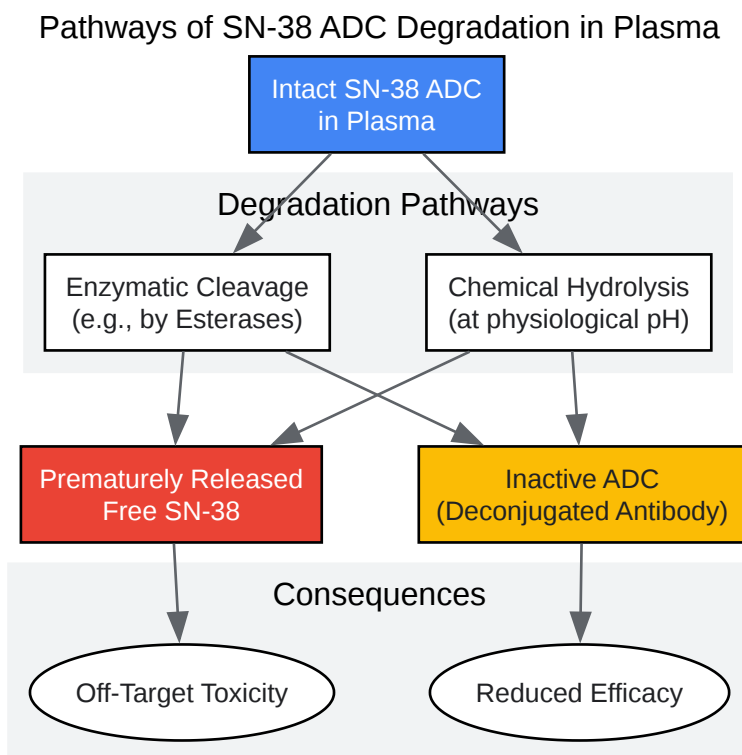 Pathways of SN-38 ADC Degradation in Plasma
Intact SN-38 ADC
in Plasma
Degradation Pathways
Enzymatic Cleavage
(e.g., by Esterases)
Chemical Hydrolysis
(at physiological pH)
Prematurely Released
Free SN-38
Inactive ADC
(Deconjugated Antibody)
Consequences
Off-Target Toxicity
Reduced Efficacy